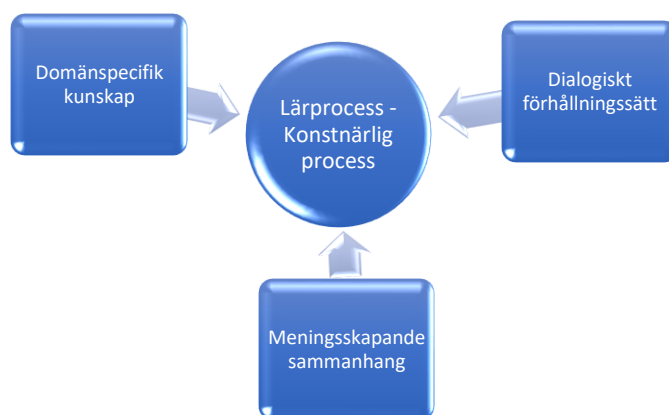 Domänspecifik
kunskap
Lärprocess -
Konstnärlig
process
Dialogiskt
förhållningssätt
Meningsskapande
sammanhang